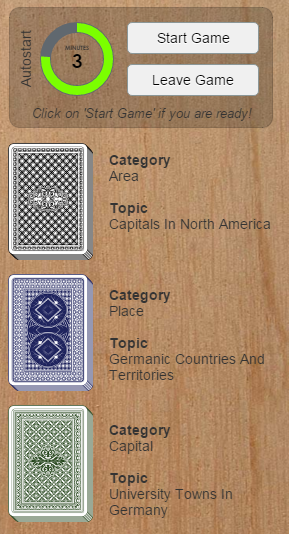 Autostart
MINUTES
3
Start Game
Leave Game
Click on 'Start Game' if you are ready!
Category
Area
Topic
Capitals In North America
Category
Place
Topic
Germanic Countries And
Territories
Category
Capital
Topic
University Towns In
Germany